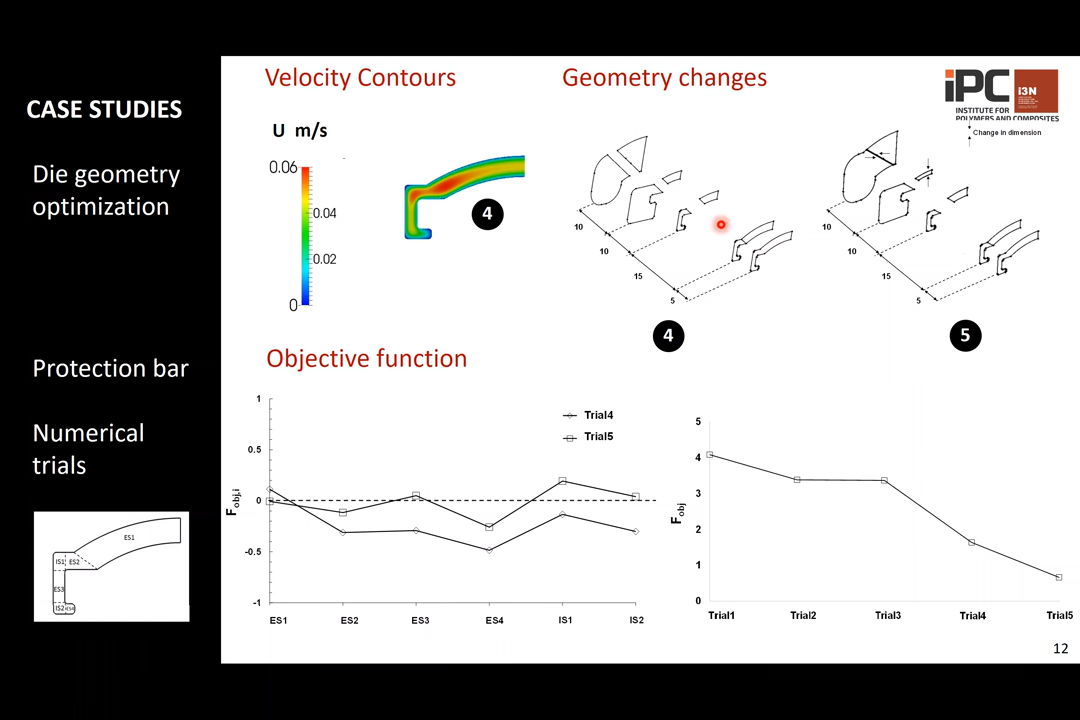 CASE STUDIES
Die geometry
optimization
Protection bar
Numerical
trials
ES1
IS1
ES2
ES3
IS2
ES4
Velocity Contours
U m/s
0.06
0.04
0.02
0
4
Geometry changes
iPC
i3N
INSTITUTE FOR
POLYMERS AND COMPOSITES
Change in dimension
10
10
15
5
4
10
10
15
5
5
Objective function
Fobj,i
1
0.5
0
-0.5
-1
ES1 ES2 ES3 ES4 IS1 IS2
Trial4
Trial5
Fobj
5
4
3
2
1
0
Trial1 Trial2 Trial3 Trial4 Trial5
12